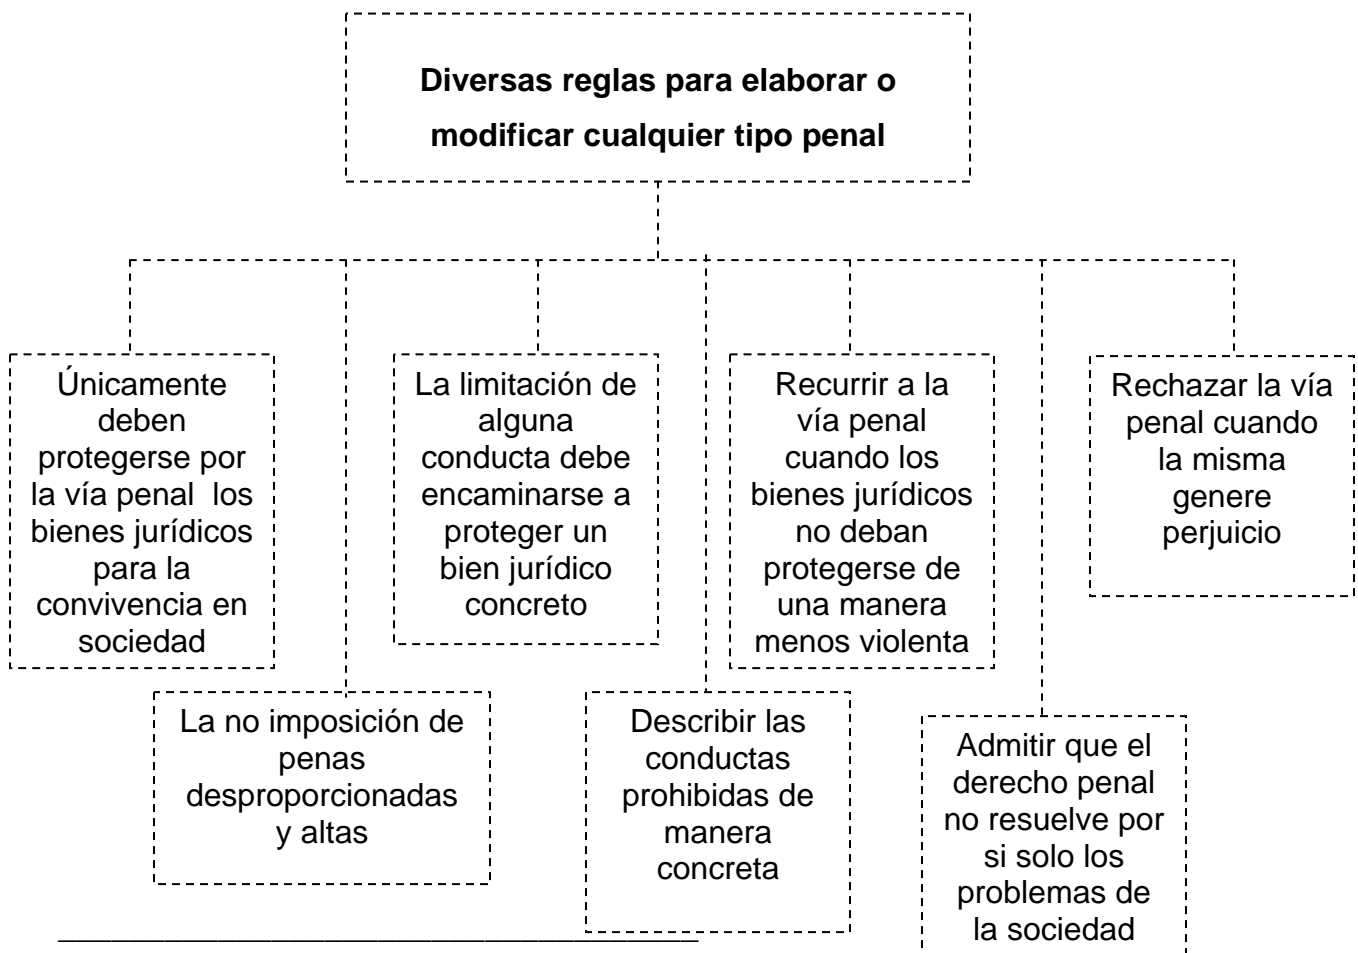 Diversas reglas para elaborar o
modificar cualquier tipo penal
Únicamente
deben
protegerse por
la vía penal los
bienes jurídicos
para la
convivencia en
sociedad
La limitación de
alguna
conducta debe
encaminarse a
proteger un
bien jurídico
concreto
Recurrir a la
vía penal
cuando los
bienes jurídicos
no deban
protegerse de
una manera
menos violenta
Rechazar la vía
penal cuando
la misma
genere
perjuicio
La no imposición de
penas
desproporcionadas
y altas
Describir las
conductas
prohibidas de
manera
concreta
Admitir que el
derecho penal
no resuelve por
si solo los
problemas de
la sociedad